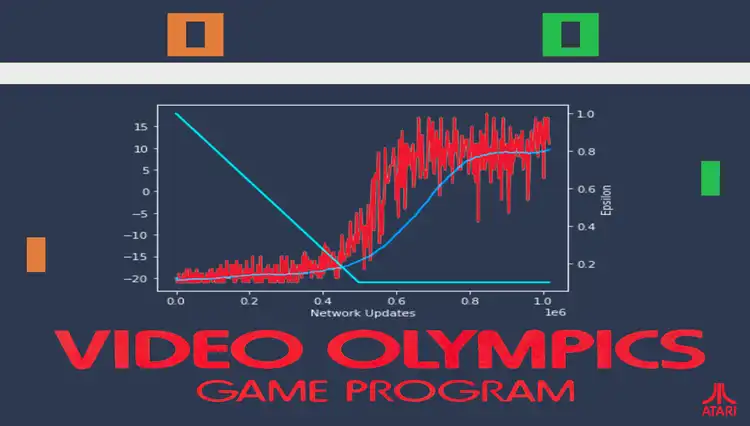 0 0
15
10
5
0
−5
−10
−15
−20
1.0
0.8
0.6
0.4
0.2
Epsilon
0.0 0.2 0.4 0.6 0.8 1.0
1e6
Network Updates
VIDEO OLYMPICS
GAME PROGRAM
ATARI